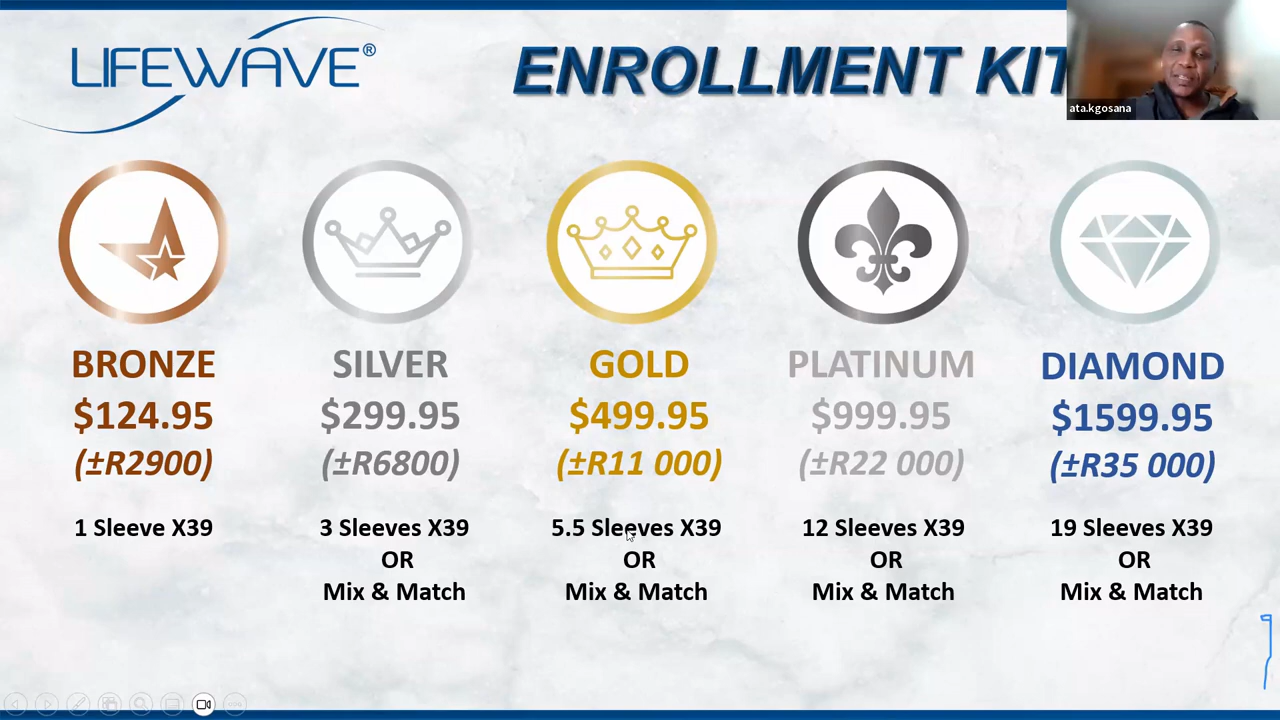 LIFEWAVE®
ENROLLMENT KIT
ata.kgosana
BRONZE
$124.95
(±R2900)
1 Sleeve X39
SILVER
$299.95
(±R6800)
3 Sleeves X39
OR
Mix & Match
GOLD
$499.95
(±R11 000)
5.5 Sleeves X39
OR
Mix & Match
PLATINUM
$999.95
(±R22 000)
12 Sleeves X39
OR
Mix & Match
DIAMOND
$1599.95
(±R35 000)
19 Sleeves X39
OR
Mix & Match